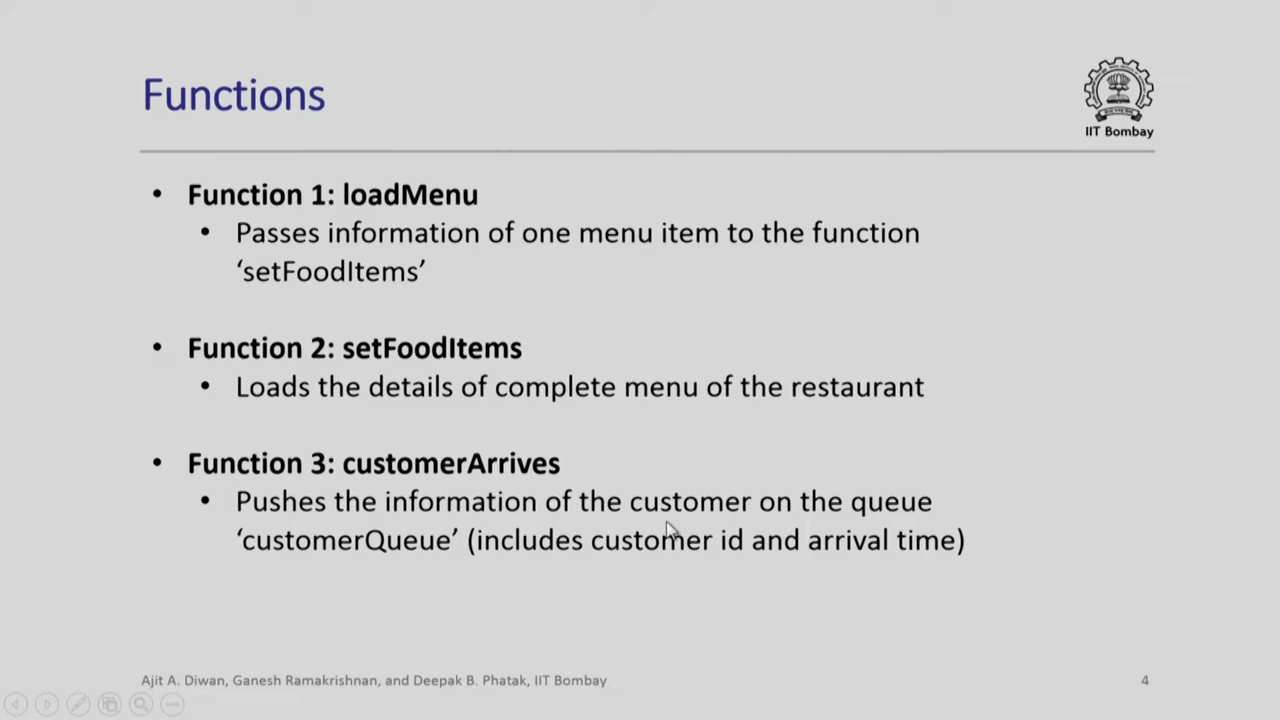 Functions
IIT Bombay
• Function 1: loadMenu
• Passes information of one menu item to the function
‘setFoodItems’
• Function 2: setFoodItems
• Loads the details of complete menu of the restaurant
• Function 3: customerArrives
• Pushes the information of the customer on the queue
‘customerQueue’ (includes customer id and arrival time)
Ajit A. Diwan, Ganesh Ramakrishnan, and Deepak B. Phatak, IIT Bombay
4